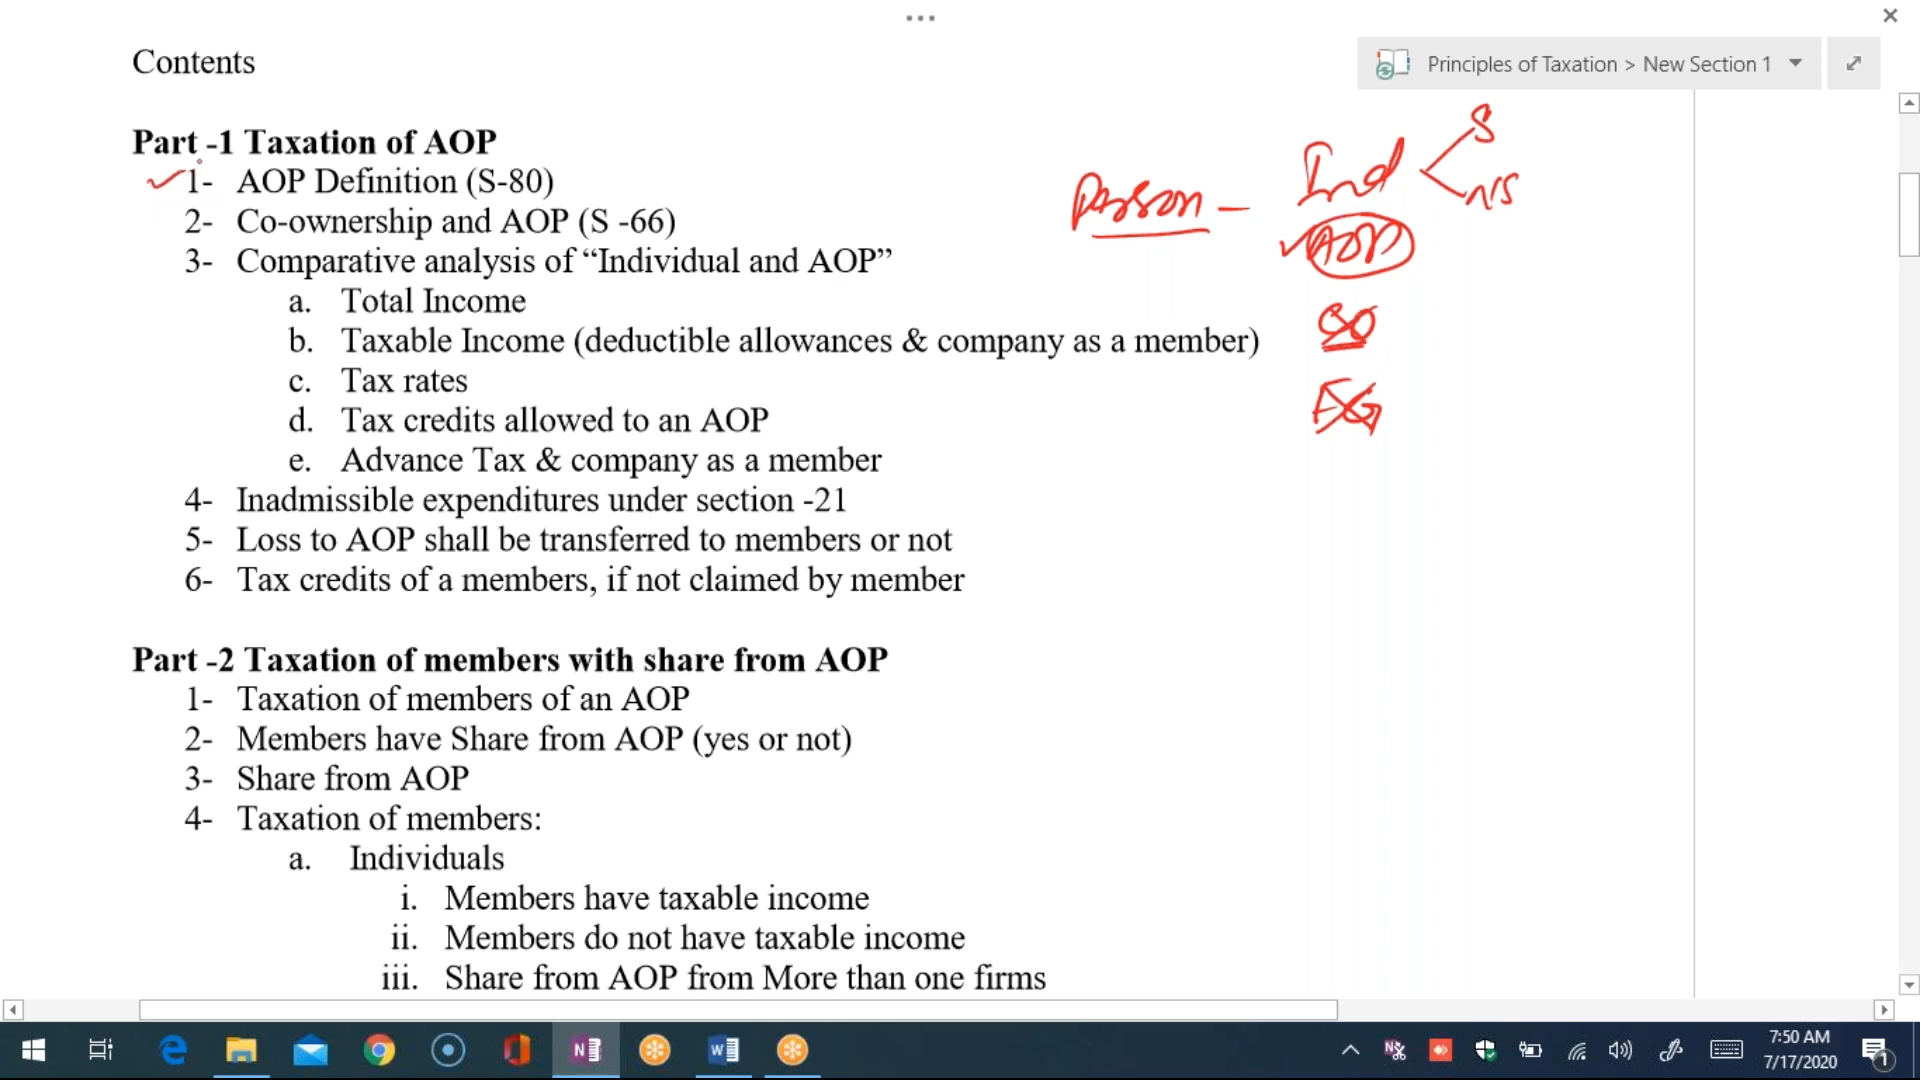 Contents
Principles of Taxation > New Section 1
Part -1 Taxation of AOP
1- AOP Definition (S-80)
2- Co-ownership and AOP (S -66)
3- Comparative analysis of “Individual and AOP”
a. Total Income
b. Taxable Income (deductible allowances & company as a member)
c. Tax rates
d. Tax credits allowed to an AOP
e. Advance Tax & company as a member
4- Inadmissible expenditures under section -21
5- Loss to AOP shall be transferred to members or not
6- Tax credits of a members, if not claimed by member
Person - Ind
S
NS
AOP
Part -2 Taxation of members with share from AOP
1- Taxation of members of an AOP
2- Members have Share from AOP (yes or not)
3- Share from AOP
4- Taxation of members:
a. Individuals
i. Members have taxable income
ii. Members do not have taxable income
iii. Share from AOP from More than one firms
7:50 AM
7/17/2020
1